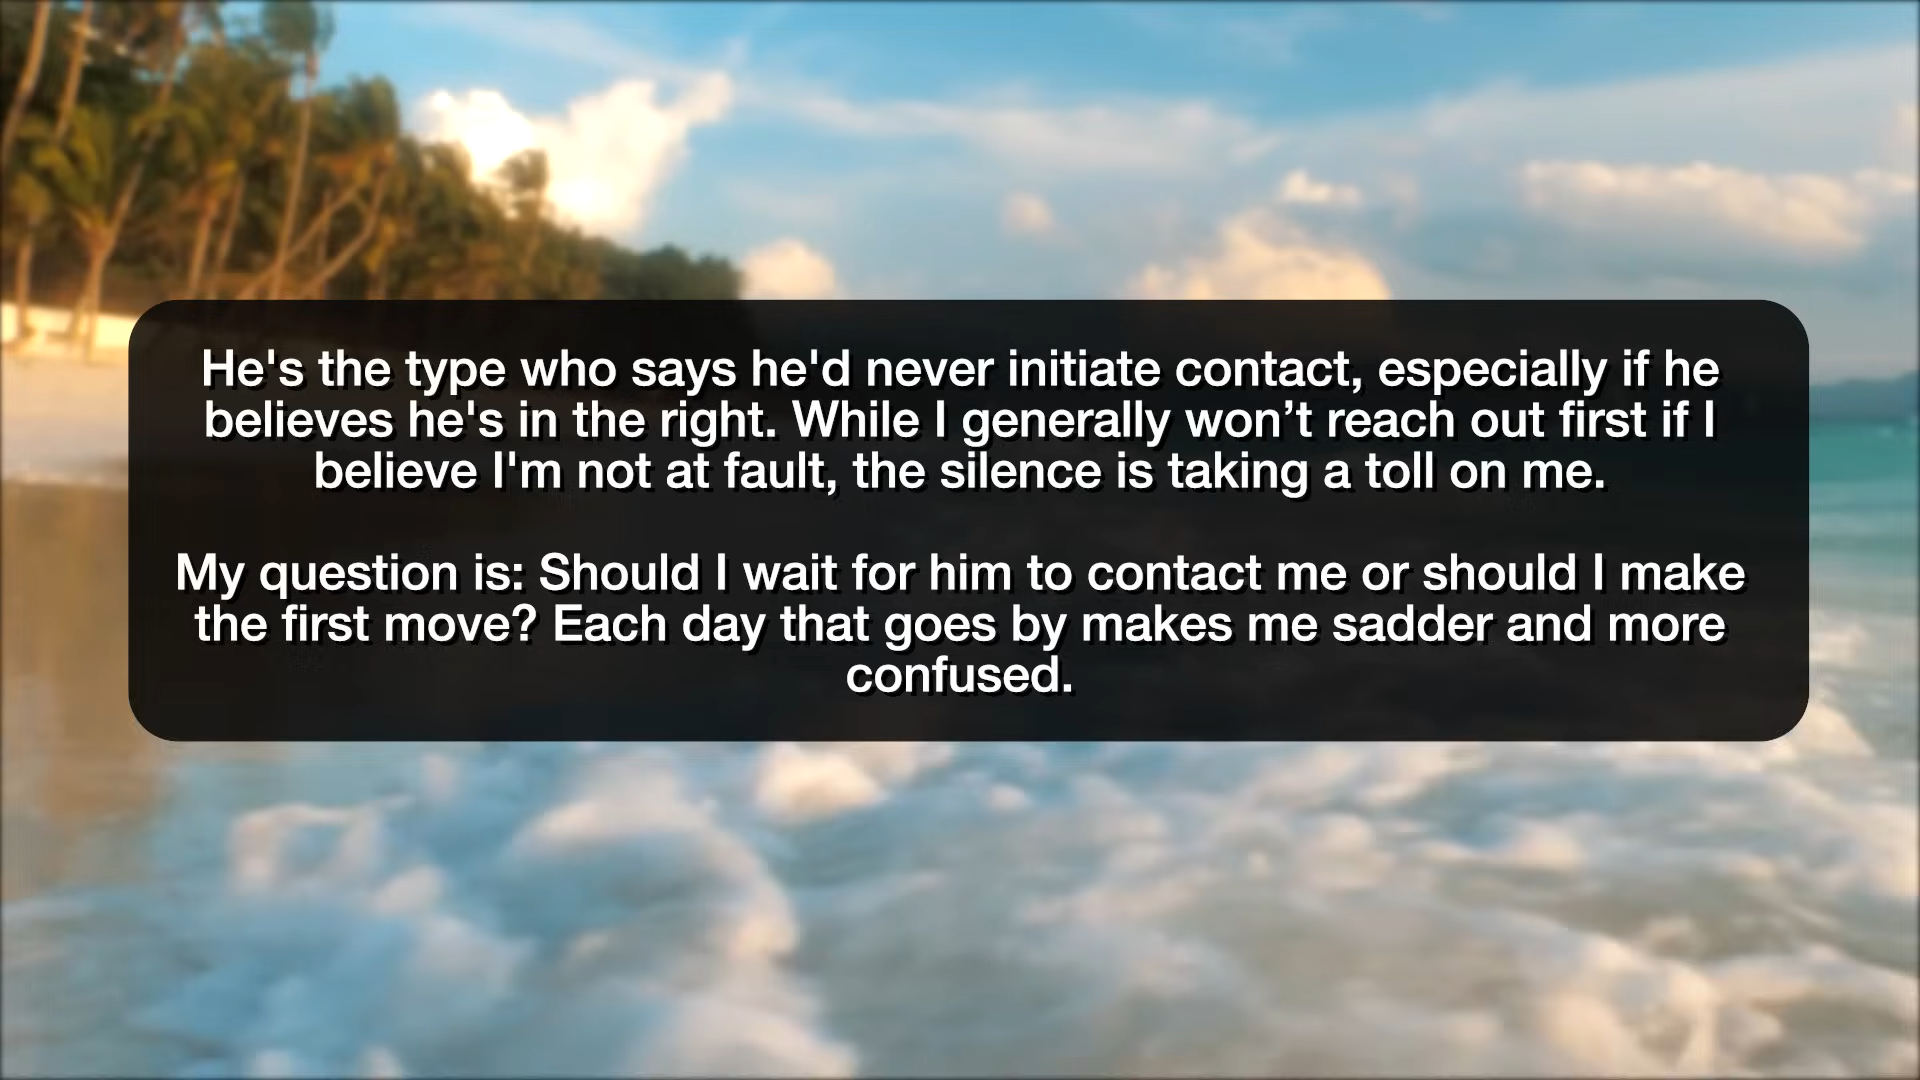 He's the type who says he'd never initiate contact, especially if he
believes he's in the right. While I generally won’t reach out first if I
believe I'm not at fault, the silence is taking a toll on me.
My question is: Should I wait for him to contact me or should I make
the first move? Each day that goes by makes me sadder and more
confused.